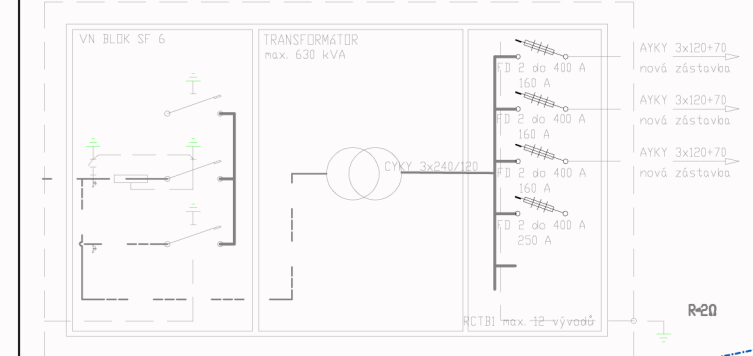 VN BLOK SF 6
TRANSFORMÁTOR
max. 630 kVA
FD 2 do 400 A
160 A
AYKY 3x120+70
nová zástavba
FD 2 do 400 A
160 A
AYKY 3x120+70
nová zástavba
CYKY 3x240/120
FD 2 do 400 A
160 A
AYKY 3x120+70
nová zástavba
FD 2 do 400 A
250 A
RCTB1 max. 12 vývodů
R=2Ω